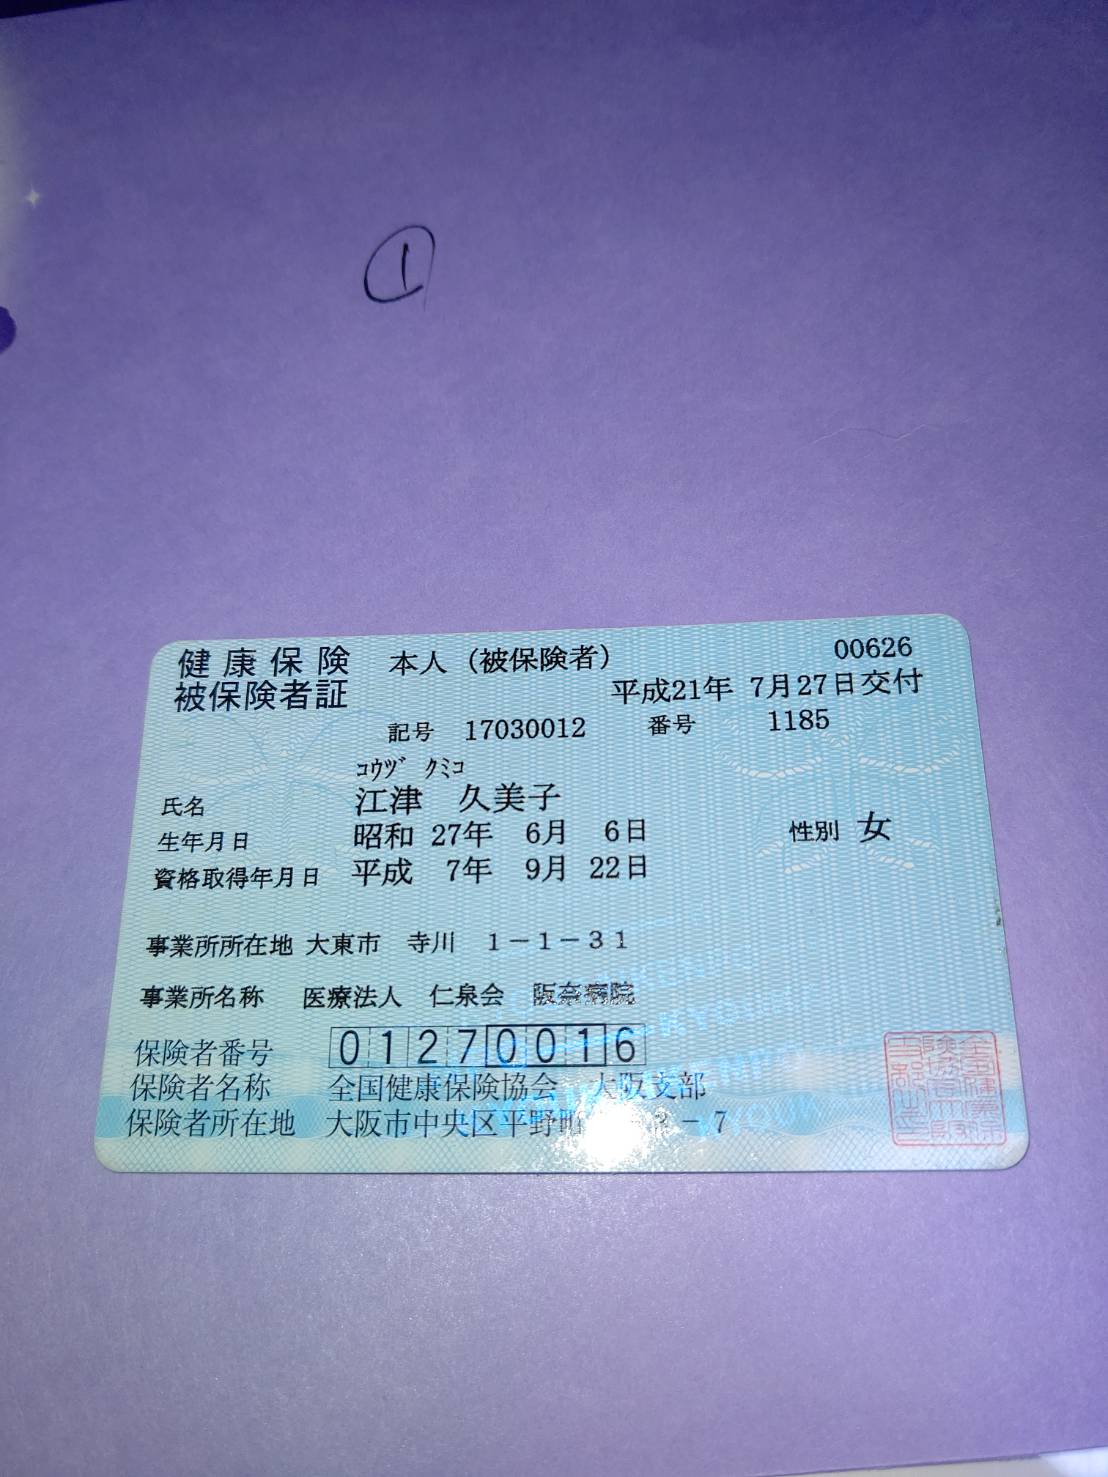 ①
健康保険 本人（被保険者） 00626
被保険者証 平成21年 7月27日交付
記号 17030012 番号 1185
ｺｳﾂﾞ ｸﾐｺ
氏名 江津 久美子
生年月日 昭和 27年 6月 6日 性別 女
資格取得年月日 平成 7年 9月 22日
事業所所在地 大東市 寺川 1－1－31
事業所名称 医療法人 仁泉会 阪奈病院
保険者番号 01270016
保険者名称 全国健康保険協会 大阪支部
保険者所在地 大阪市中央区平野町 －7